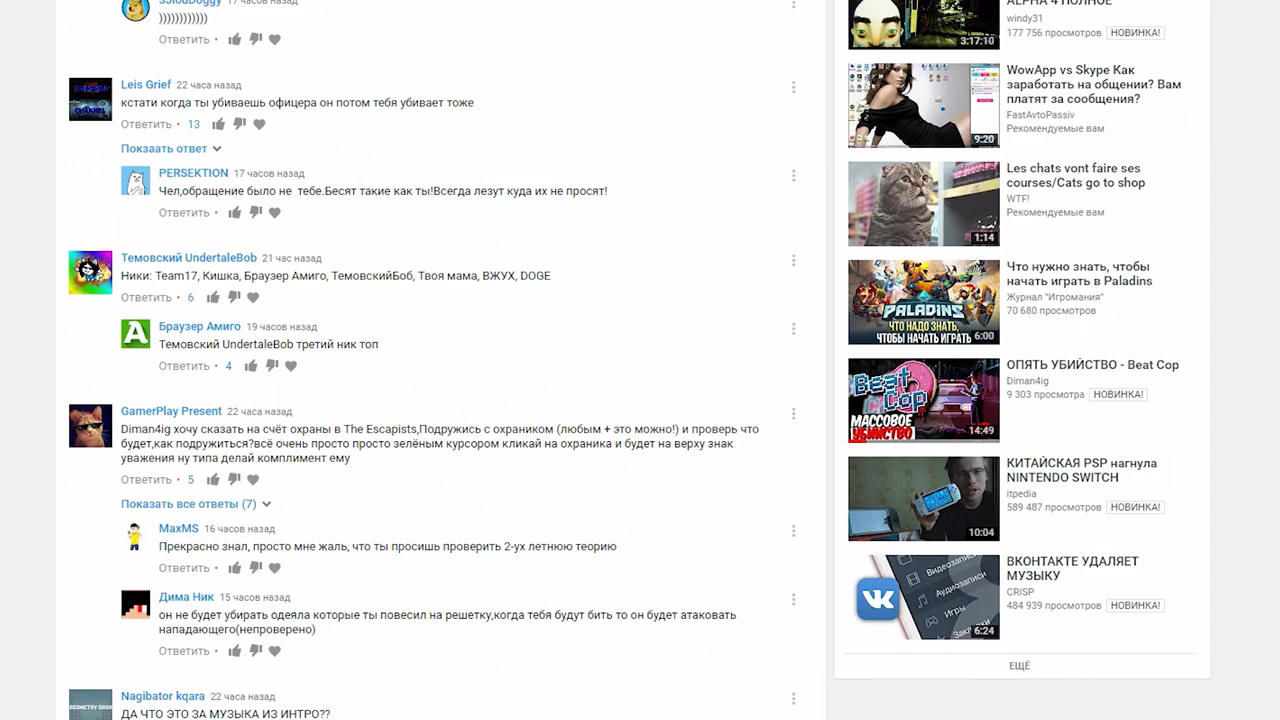 SslouDoggy 17 часов назад
))))))))))))
Ответить •
Leis Grief 22 часа назад
кстати когда ты убиваешь офицера он потом тебя убивает тоже
Ответить • 13
Покзаать ответ
PERSEKTION 17 часов назад
Чел,обращение было не тебе.Бесят такие как ты!Всегда лезут куда их не просят!
Ответить •
Темовский UndertaleBob 21 час назад
Ники: Team17, Кишка, Браузер Амиго, ТемовскийБоб, Твоя мама, ВЖУХ, DOGE
Ответить • 6
Браузер Амиго 19 часов назад
Темовский UndertaleBob третий ник топ
Ответить • 4
GamerPlay Present 22 часа назад
Diman4ig хочу сказать на счёт охраны в The Escapists,Подружись с охраником (любым + это можно!) и проверь что
будет,как подружиться?всё очень просто просто зелёным курсором кликай на охраника и будет на верху знак
уважения ну типа делай комплимент ему
Ответить • 5
Показать все ответы (7)
MaxMS 16 часов назад
Прекрасно знал, просто мне жаль, что ты просишь проверить 2-ух летнюю теорию
Ответить •
Дима Ник 15 часов назад
он не будет убирать одеяла которые ты повесил на решетку,когда тебя будут бить то он будет атаковать
нападающего(непроверено)
Ответить •
GEOMETRY DASH
Nagibator kqara 22 часа назад
ДА ЧТО ЭТО ЗА МУЗЫКА ИЗ ИНТРО??
ALPHA 4 ПОЛНОЕ
windy31
177 756 просмотров НОВИНКА!
3:17:10
WowApp vs Skype Как
заработать на общении? Вам
платят за сообщения?
FastAvtoPassiv
Рекомендуемые вам
9:20
Les chats vont faire ses
courses/Cats go to shop
WTF!
Рекомендуемые вам
1:14
Что нужно знать, чтобы
начать играть в Paladins
Журнал "Игромания"
70 680 просмотров
PALADINS
ЧТО НАДО ЗНАТЬ,
ЧТОБЫ НАЧАТЬ ИГРАТЬ 6:00
ОПЯТЬ УБИЙСТВО - Beat Cop
Diman4ig
9 303 просмотра НОВИНКА!
Beat
Cop
МАССОВОЕ
УБИЙСТВО 14:49
КИТАЙСКАЯ PSP нагнула
NINTENDO SWITCH
itpedia
589 487 просмотров НОВИНКА!
10:04
ВКОНТАКТЕ УДАЛЯЕТ
МУЗЫКУ
CRISP
484 939 просмотров НОВИНКА!
Видеозаписи
Аудиозаписи
Игры
6:24
ЕЩЁ